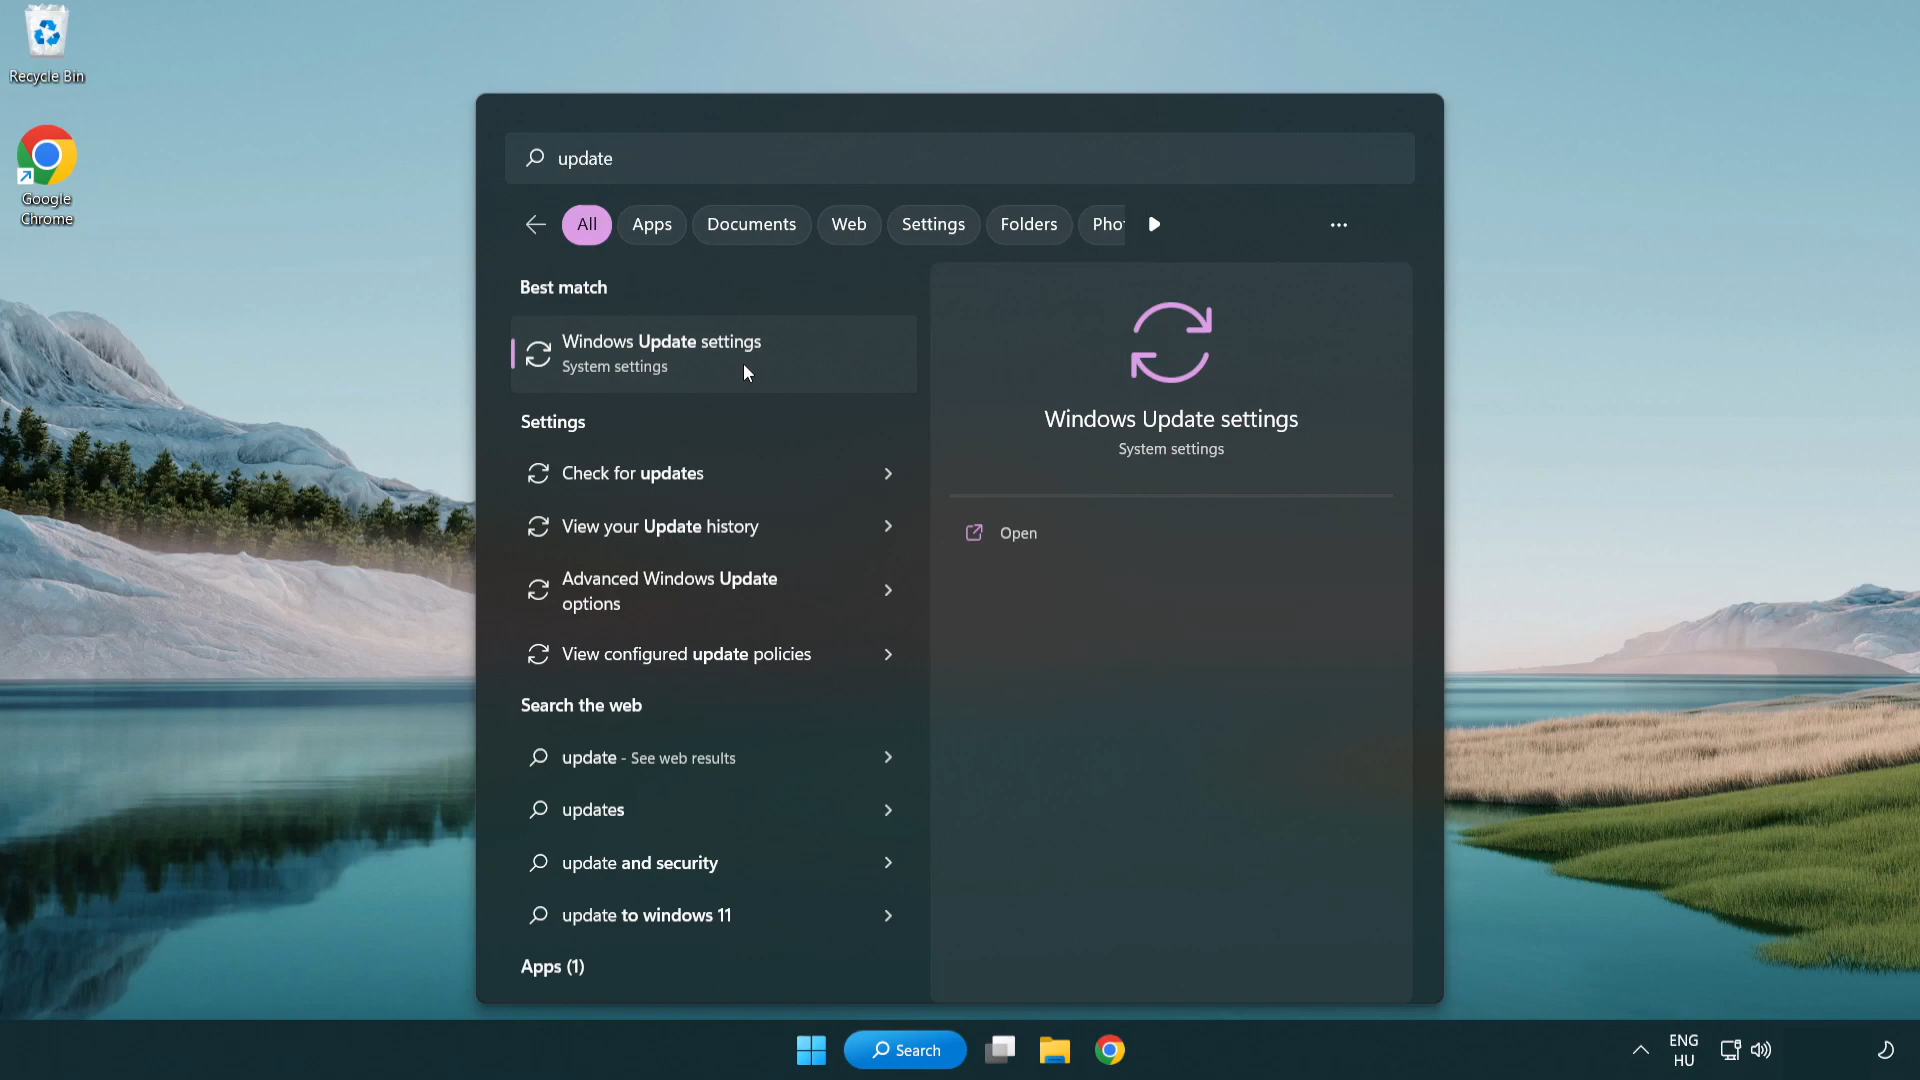 Recycle Bin
Google
Chrome
update
All
Apps
Documents
Web
Settings
Folders
Pho
Best match
Windows Update settings
System settings
Settings
Check for updates
View your Update history
Advanced Windows Update
options
View configured update policies
Search the web
update - See web results
updates
update and security
update to windows 11
Apps (1)
Windows Update settings
System settings
Open
Search
ENG
HU